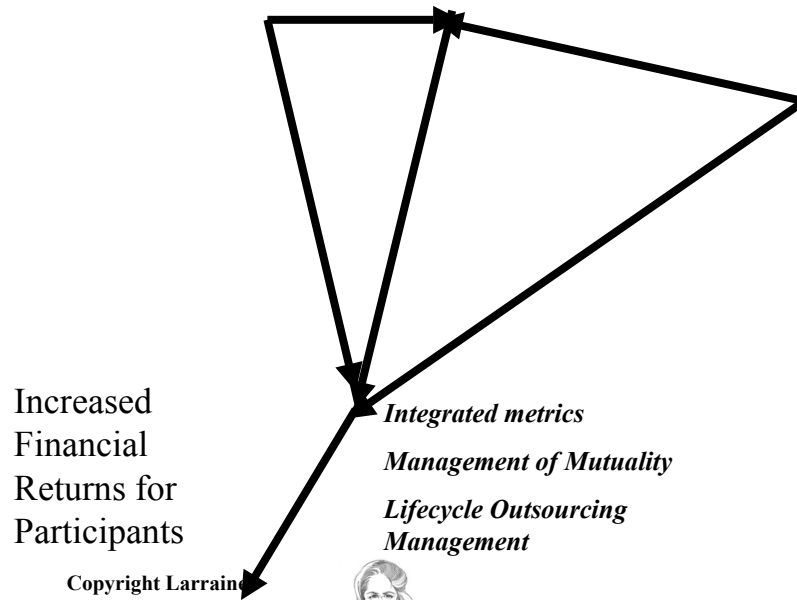 Increased
Financial
Returns for
Participants
Integrated metrics
Management of Mutuality
Lifecycle Outsourcing
Management
Copyright Larraine